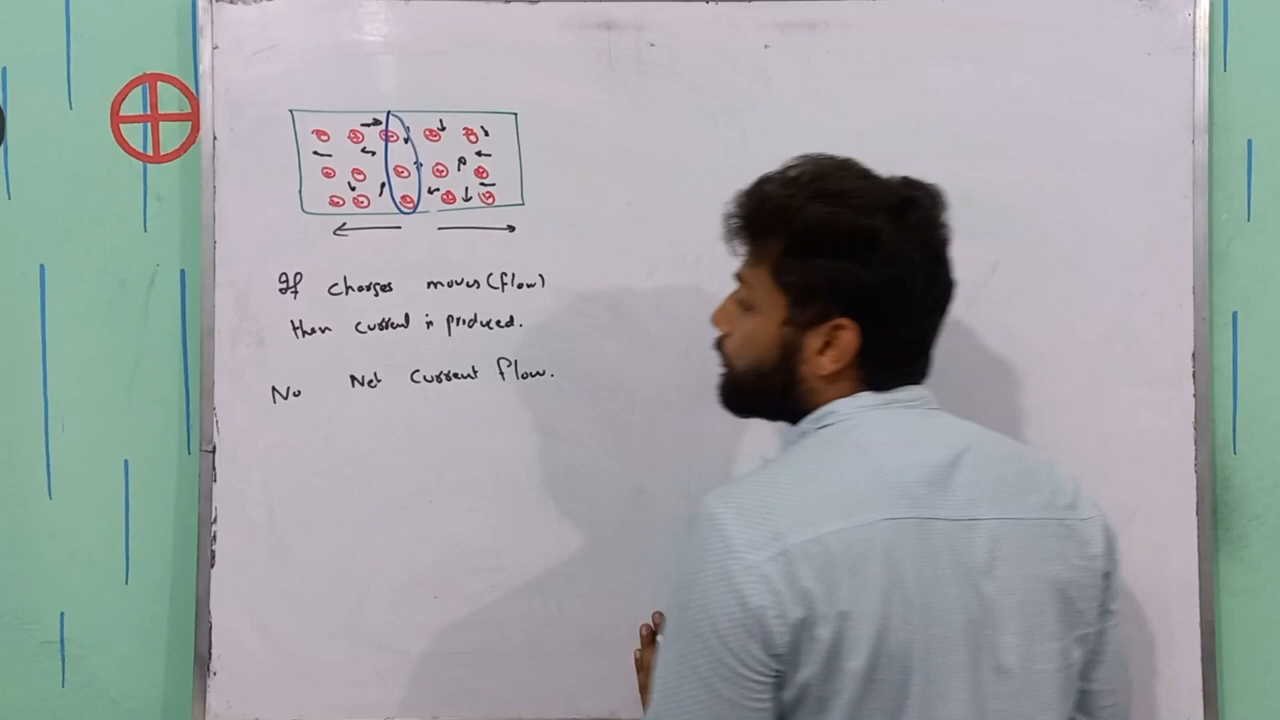 If charges moves (flow)
then current is produced.
No Net Current flow.